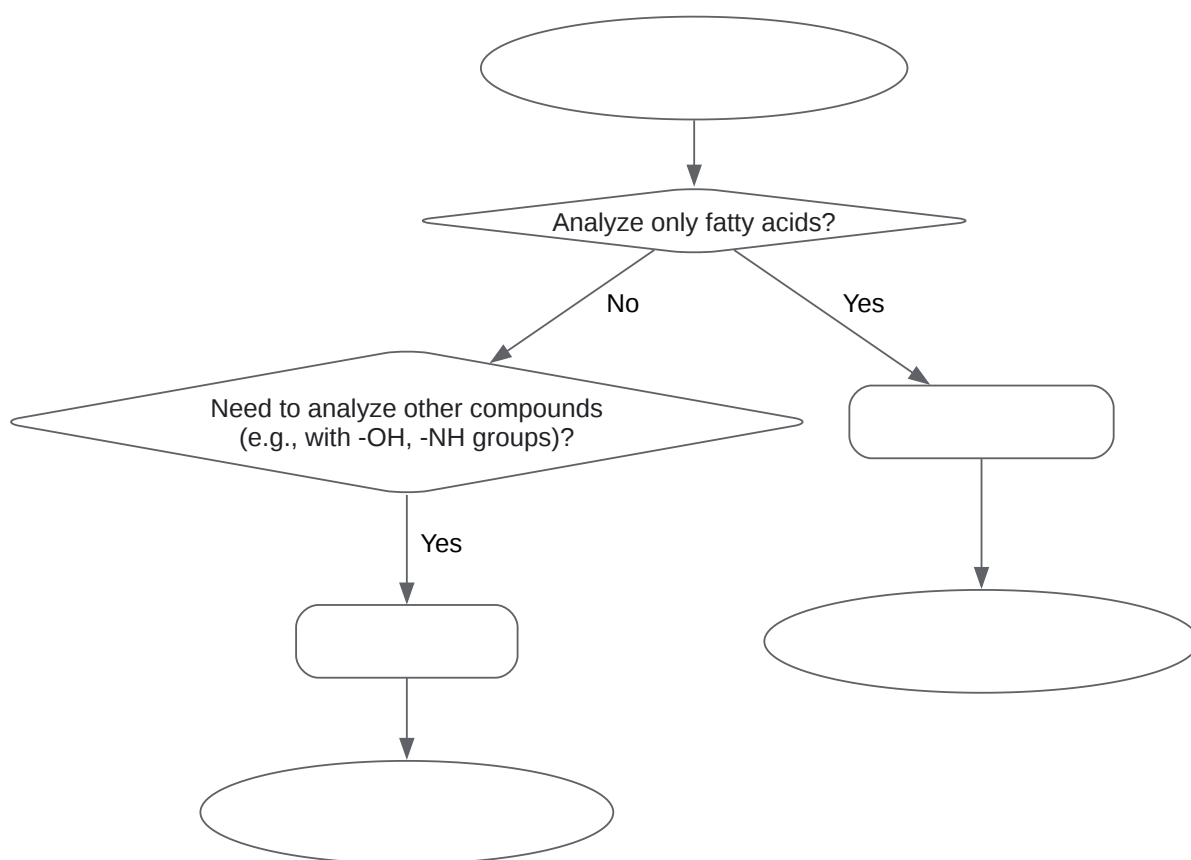 Analyze only fatty acids?
No
Yes
Need to analyze other compounds
(e.g., with -OH, -NH groups)?
Yes